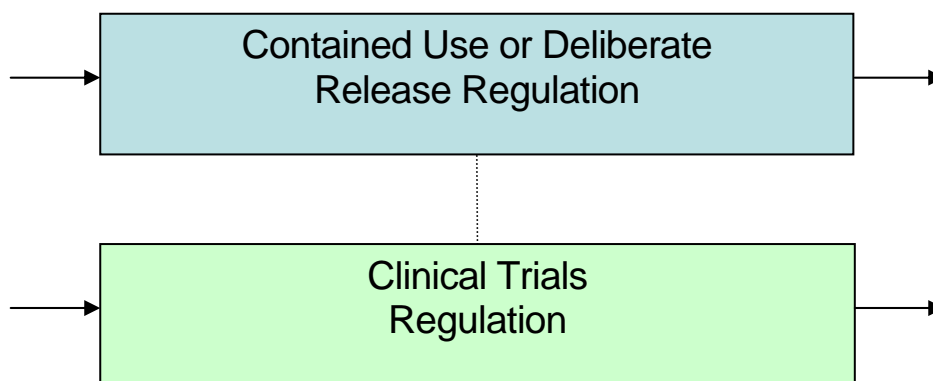 Contained Use or Deliberate
Release Regulation
Clinical Trials
Regulation